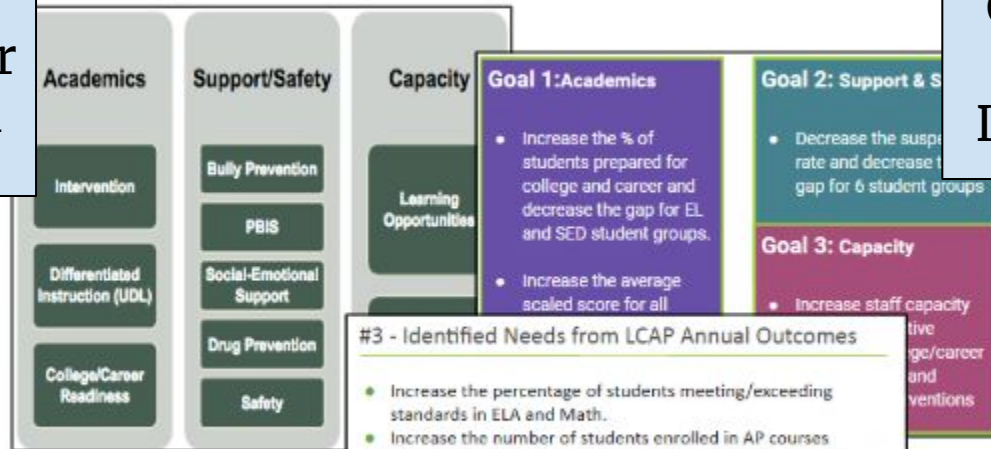 r
Academics
Support/Safety
Capacity
Intervention
Differentiated
Instruction (UDL)
College/Career
Readiness
Bully Prevention
PBIS
Social-Emotional
Support
Drug Prevention
Safety
Learning
Opportunities
Goal 1:Academics
• Increase the % of
students prepared for
college and career and
decrease the gap for EL
and SED student groups.
• Increase the average
scaled score for all
Goal 2: Support & S
• Decrease the suspe
rate and decrease t
gap for 6 student groups
Goal 3: Capacity
• Increase staff capacity
tive
ge/career
and
ventions
#3 - Identified Needs from LCAP Annual Outcomes
• Increase the percentage of students meeting/exceeding
standards in ELA and Math.
• Increase the number of students enrolled in AP courses